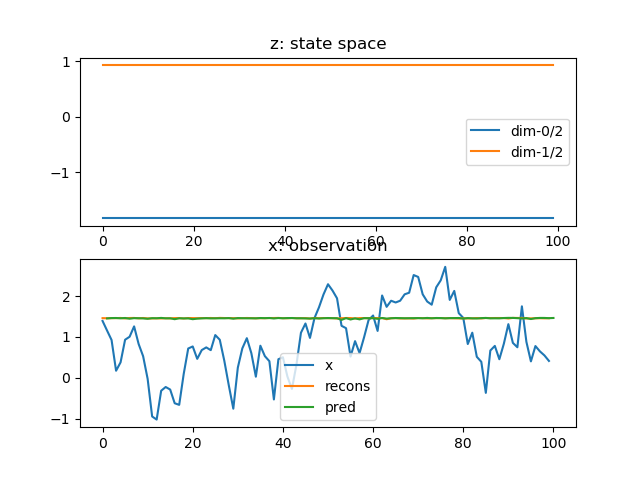 z: state space
1
0
−1
dim-0/2
dim-1/2
0 20 40 60 80 100
x: observation
2
1
0
−1
x
recons
pred
0 20 40 60 80 100